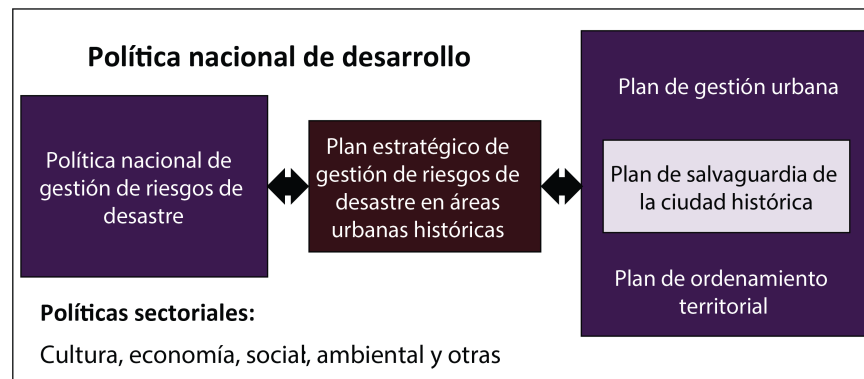 Política nacional de desarrollo
Política nacional de
gestión de riesgos de
desastre
Plan estratégico de
gestión de riesgos de
desastre en áreas
urbanas históricas
Plan de gestión urbana
Plan de salvaguardia de
la ciudad histórica
Plan de ordenamiento
territorial
Políticas sectoriales:
Cultura, economía, social, ambiental y otras